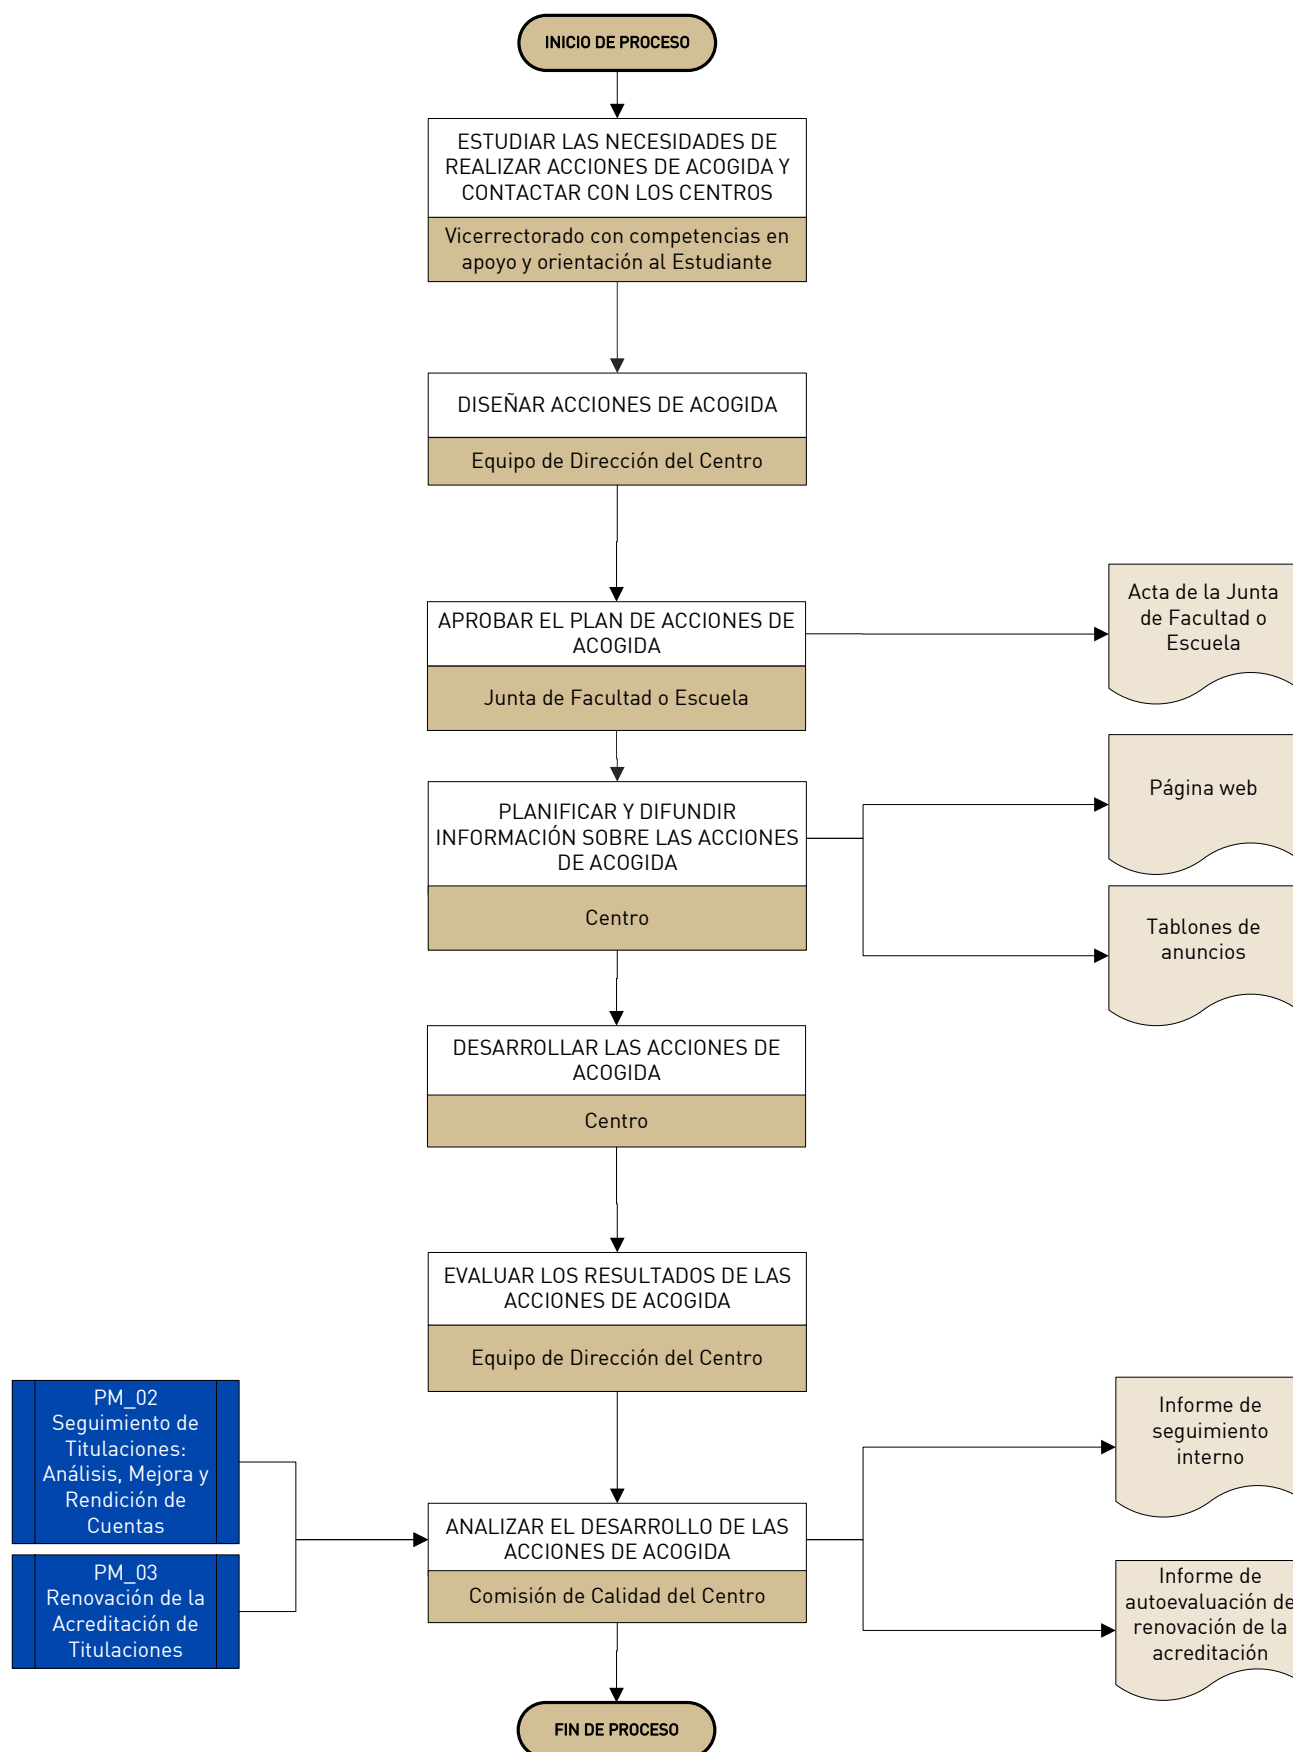 INICIO DE PROCESO
ESTUDIAR LAS NECESIDADES DE
REALIZAR ACCIONES DE ACOGIDA Y
CONTACTAR CON LOS CENTROS
Vicerrectorado con competencias en
apoyo y orientación al Estudiante
DISEÑAR ACCIONES DE ACOGIDA
Equipo de Dirección del Centro
APROBAR EL PLAN DE ACCIONES DE
ACOGIDA
Junta de Facultad o Escuela
Acta de la Junta
de Facultad o
Escuela
PLANIFICAR Y DIFUNDIR
INFORMACIÓN SOBRE LAS ACCIONES
DE ACOGIDA
Centro
Página web
Tablones de
anuncios
DESARROLLAR LAS ACCIONES DE
ACOGIDA
Centro
EVALUAR LOS RESULTADOS DE LAS
ACCIONES DE ACOGIDA
Equipo de Dirección del Centro
PM_02
Seguimiento de
Titulaciones:
Análisis, Mejora y
Rendición de
Cuentas
PM_03
Renovación de la
Acreditación de
Titulaciones
ANALIZAR EL DESARROLLO DE LAS
ACCIONES DE ACOGIDA
Comisión de Calidad del Centro
Informe de
seguimiento
interno
Informe de
autoevaluación de
renovación de la
acreditación
FIN DE PROCESO